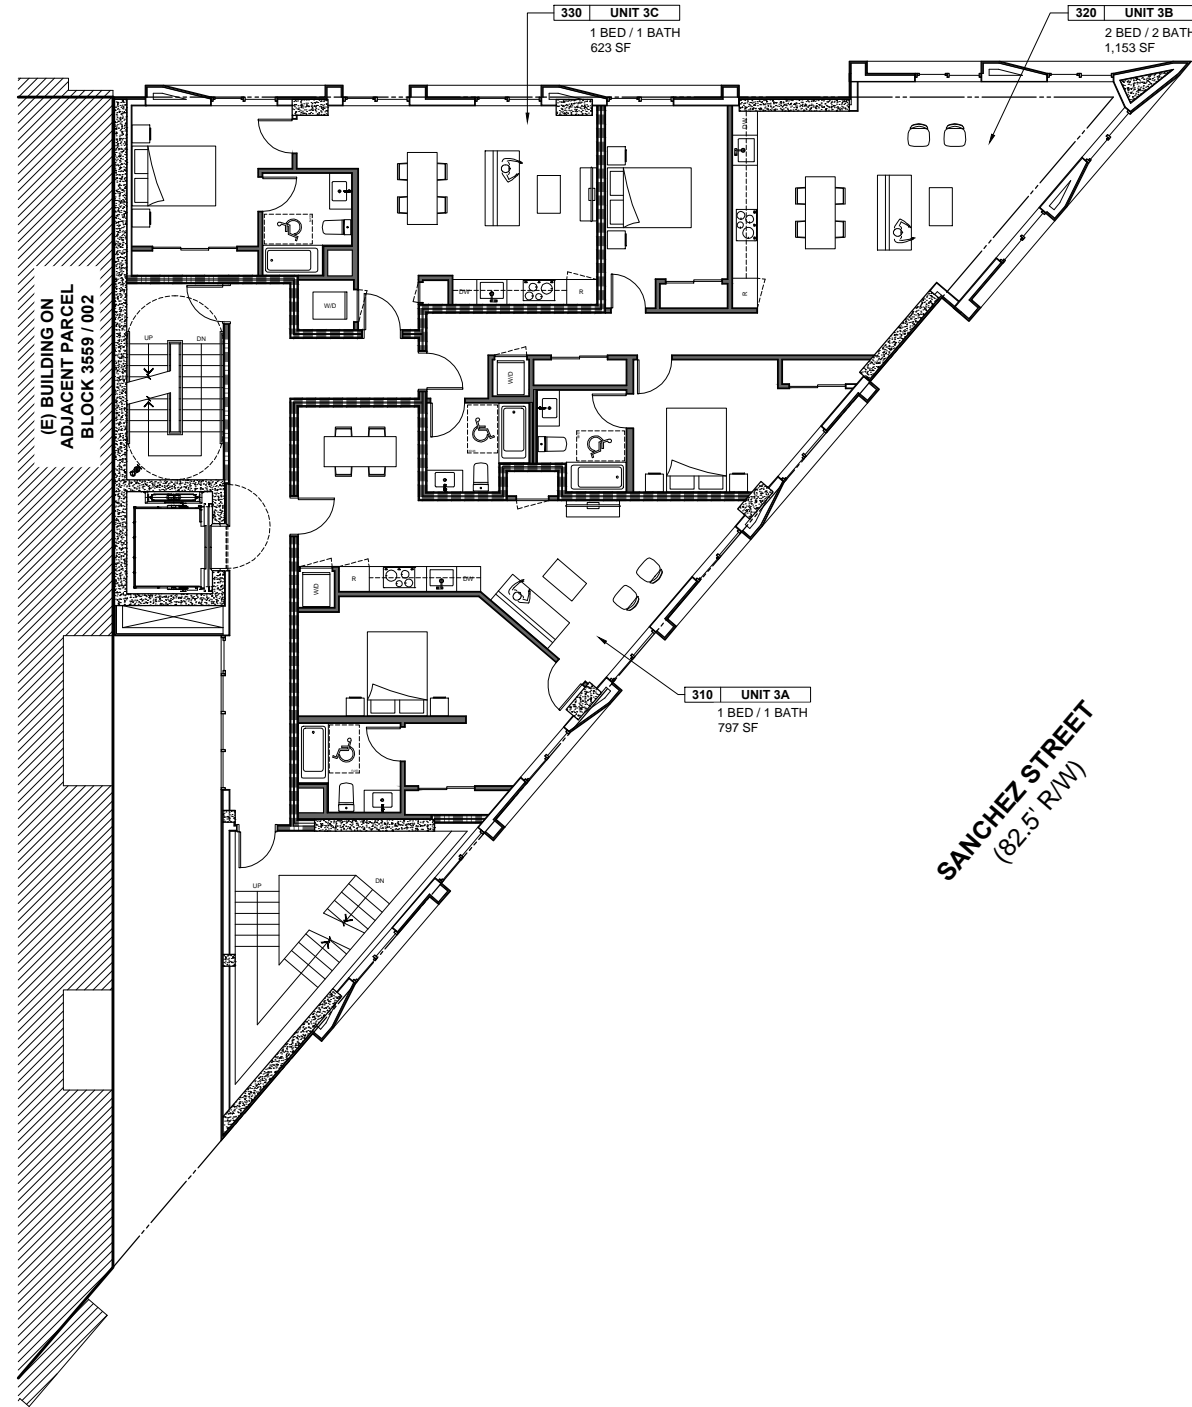 330 UNIT 3C
1 BED / 1 BATH
623 SF
320 UNIT 3B
2 BED / 2 BATH
1,153 SF
DW
R
W/D
DW
R
UP
DN
W/D
(E) BUILDING ON
ADJACENT PARCEL
BLOCK 3559 / 002
W/D
R
DW
310 UNIT 3A
1 BED / 1 BATH
797 SF
SANCHEZ STREET
(82.5' R/W)
UP
DN